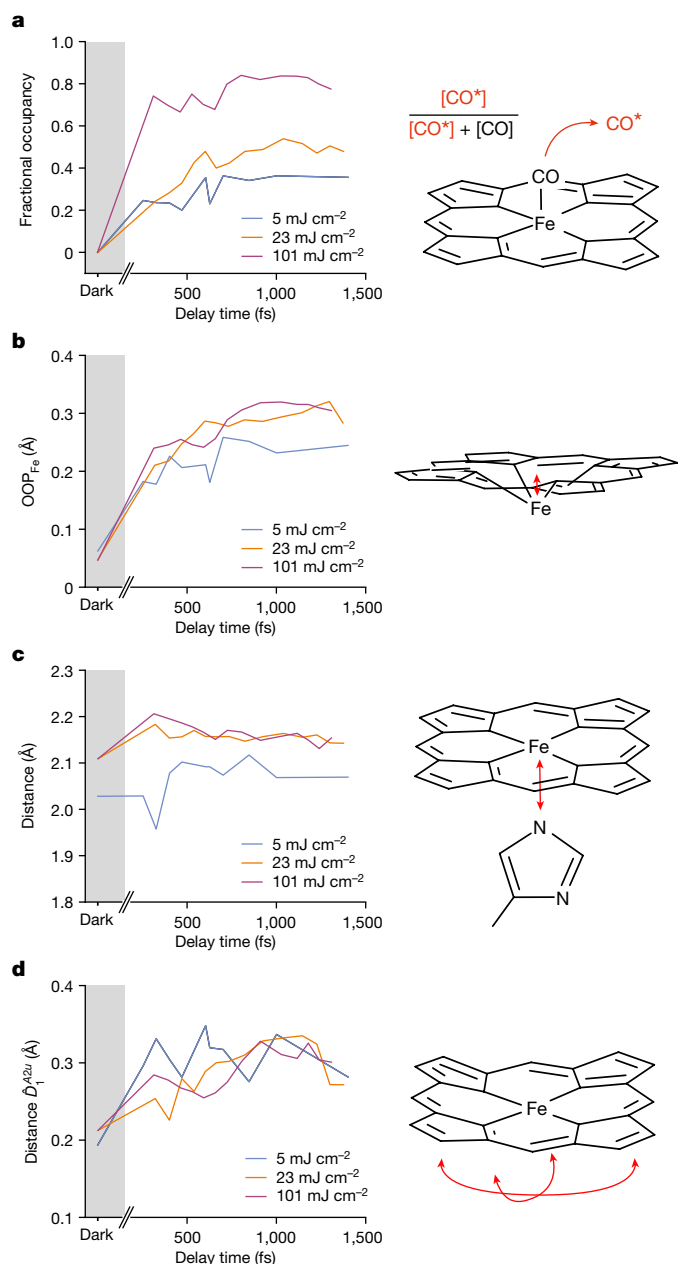 a
1.0
0.8
0.6
0.4
0.2
0
Fractional occupancy
5 mJ cm⁻²
23 mJ cm⁻²
101 mJ cm⁻²
Dark
500
1,000
1,500
Delay time (fs)
[CO*]
[CO*] + [CO]
CO*
CO
Fe
b
0.4
0.3
0.2
0.1
0
OOP_Fe (Å)
5 mJ cm⁻²
23 mJ cm⁻²
101 mJ cm⁻²
Dark
500
1,000
1,500
Delay time (fs)
Fe
c
2.3
2.2
2.1
2.0
1.9
1.8
Distance (Å)
5 mJ cm⁻²
23 mJ cm⁻²
101 mJ cm⁻²
Dark
500
1,000
1,500
Delay time (fs)
Fe
N
N
d
0.4
0.3
0.2
0.1
Distance D̂₁^A2u (Å)
5 mJ cm⁻²
23 mJ cm⁻²
101 mJ cm⁻²
Dark
500
1,000
1,500
Delay time (fs)
Fe